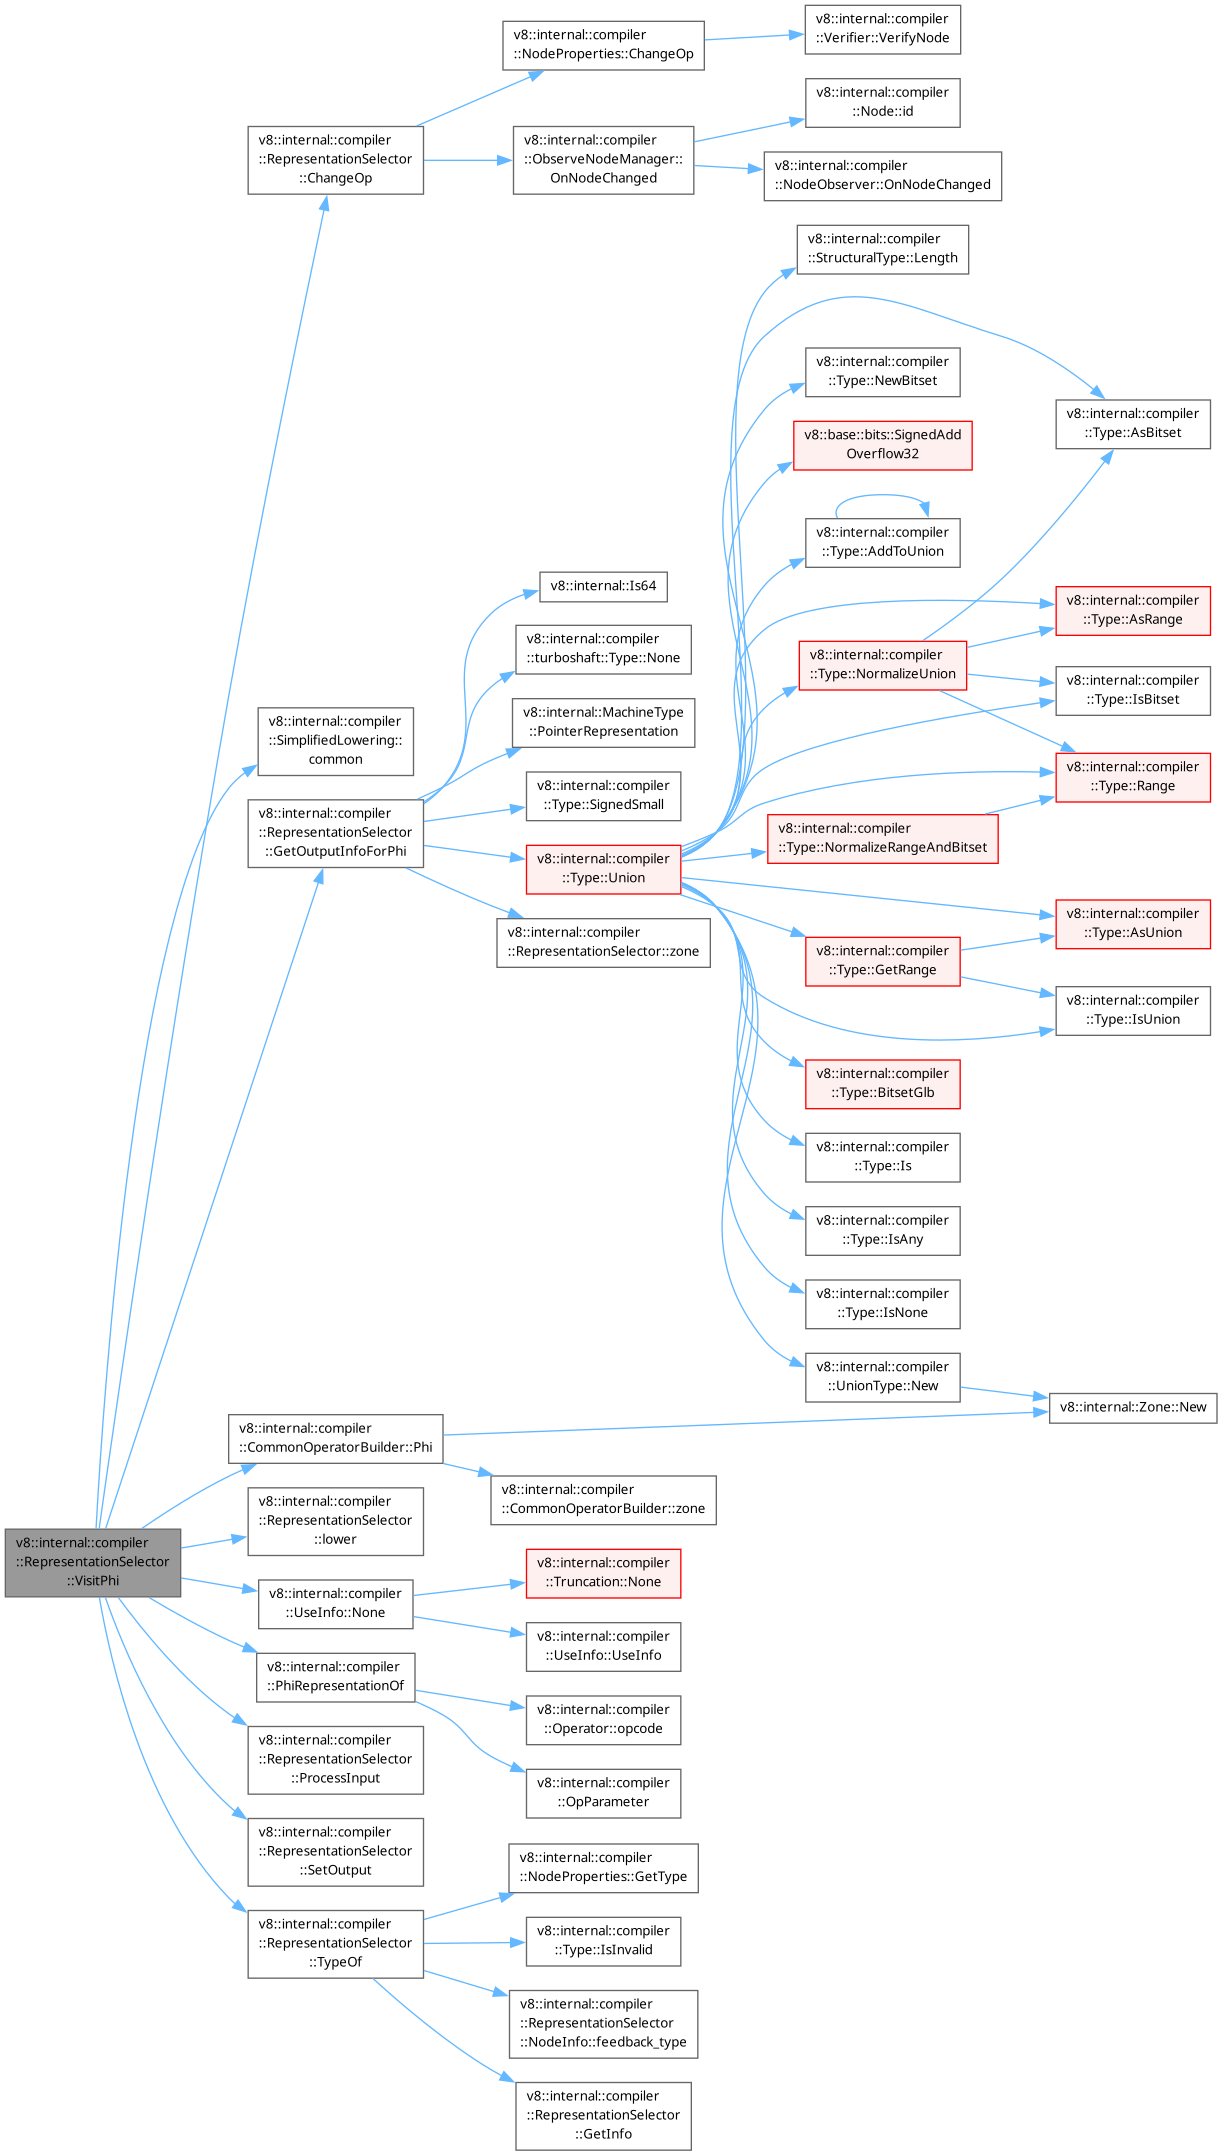 v8::internal::compiler
::NodeProperties::ChangeOp
v8::internal::compiler
::Verifier::VerifyNode
v8::internal::compiler
::Node::id
v8::internal::compiler
::RepresentationSelector
::ChangeOp
v8::internal::compiler
::ObserveNodeManager::
OnNodeChanged
v8::internal::compiler
::NodeObserver::OnNodeChanged
v8::internal::compiler
::StructuralType::Length
v8::internal::compiler
::Type::NewBitset
v8::internal::compiler
::Type::AsBitset
v8::base::bits::SignedAdd
Overflow32
v8::internal::compiler
::Type::AddToUnion
v8::internal::Is64
v8::internal::compiler
::Type::AsRange
v8::internal::compiler
::turboshaft::Type::None
v8::internal::compiler
::Type::NormalizeUnion
v8::internal::compiler
::Type::IsBitset
v8::internal::MachineType
::PointerRepresentation
v8::internal::compiler
::SimplifiedLowering::
common
v8::internal::compiler
::Type::Range
v8::internal::compiler
::Type::SignedSmall
v8::internal::compiler
::RepresentationSelector
::GetOutputInfoForPhi
v8::internal::compiler
::Type::NormalizeRangeAndBitset
v8::internal::compiler
::Type::Union
v8::internal::compiler
::Type::AsUnion
v8::internal::compiler
::RepresentationSelector::zone
v8::internal::compiler
::Type::GetRange
v8::internal::compiler
::Type::IsUnion
v8::internal::compiler
::Type::BitsetGlb
v8::internal::compiler
::Type::Is
v8::internal::compiler
::Type::IsAny
v8::internal::compiler
::Type::IsNone
v8::internal::compiler
::UnionType::New
v8::internal::Zone::New
v8::internal::compiler
::CommonOperatorBuilder::Phi
v8::internal::compiler
::CommonOperatorBuilder::zone
v8::internal::compiler
::RepresentationSelector
::lower
v8::internal::compiler
::RepresentationSelector
::VisitPhi
v8::internal::compiler
::Truncation::None
v8::internal::compiler
::UseInfo::None
v8::internal::compiler
::UseInfo::UseInfo
v8::internal::compiler
::PhiRepresentationOf
v8::internal::compiler
::Operator::opcode
v8::internal::compiler
::RepresentationSelector
::ProcessInput
v8::internal::compiler
::OpParameter
v8::internal::compiler
::RepresentationSelector
::SetOutput
v8::internal::compiler
::NodeProperties::GetType
v8::internal::compiler
::RepresentationSelector
::TypeOf
v8::internal::compiler
::Type::IsInvalid
v8::internal::compiler
::RepresentationSelector
::NodeInfo::feedback_type
v8::internal::compiler
::RepresentationSelector
::GetInfo